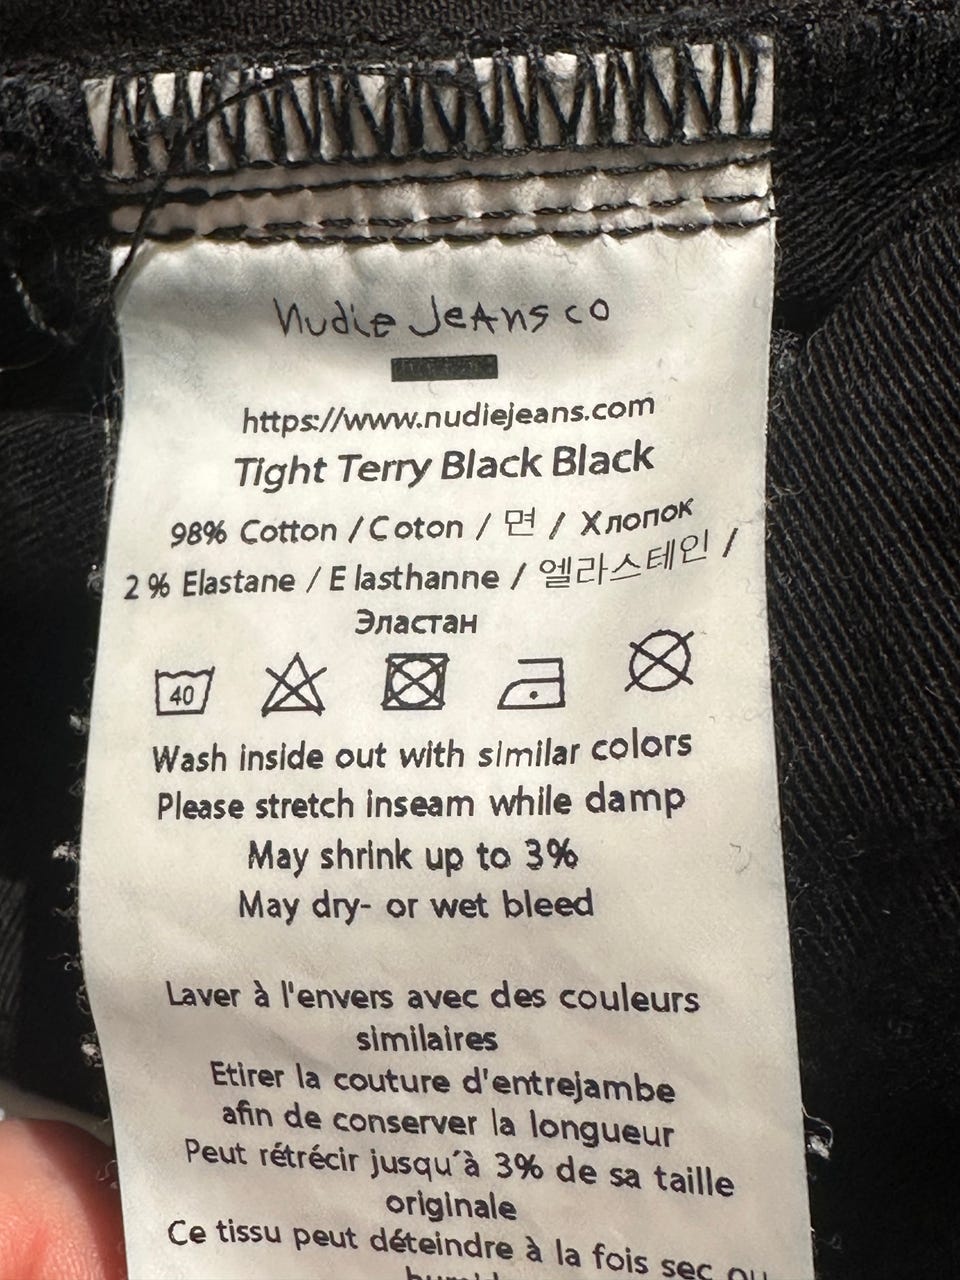 Nudie Jeans co
https://www.nudiejeans.com
Tight Terry Black Black
98% Cotton / Coton / 면 / Хлопок
2 % Elastane / E lasthanne / 엘라스테인 /
Эластан
40
Wash inside out with similar colors
Please stretch inseam while damp
May shrink up to 3%
May dry- or wet bleed
Laver à l'envers avec des couleurs
similaires
Etirer la couture d'entrejambe
afin de conserver la longueur
Peut rétrécir jusqu´à 3% de sa taille
originale
Ce tissu peut déteindre à la fois sec ou